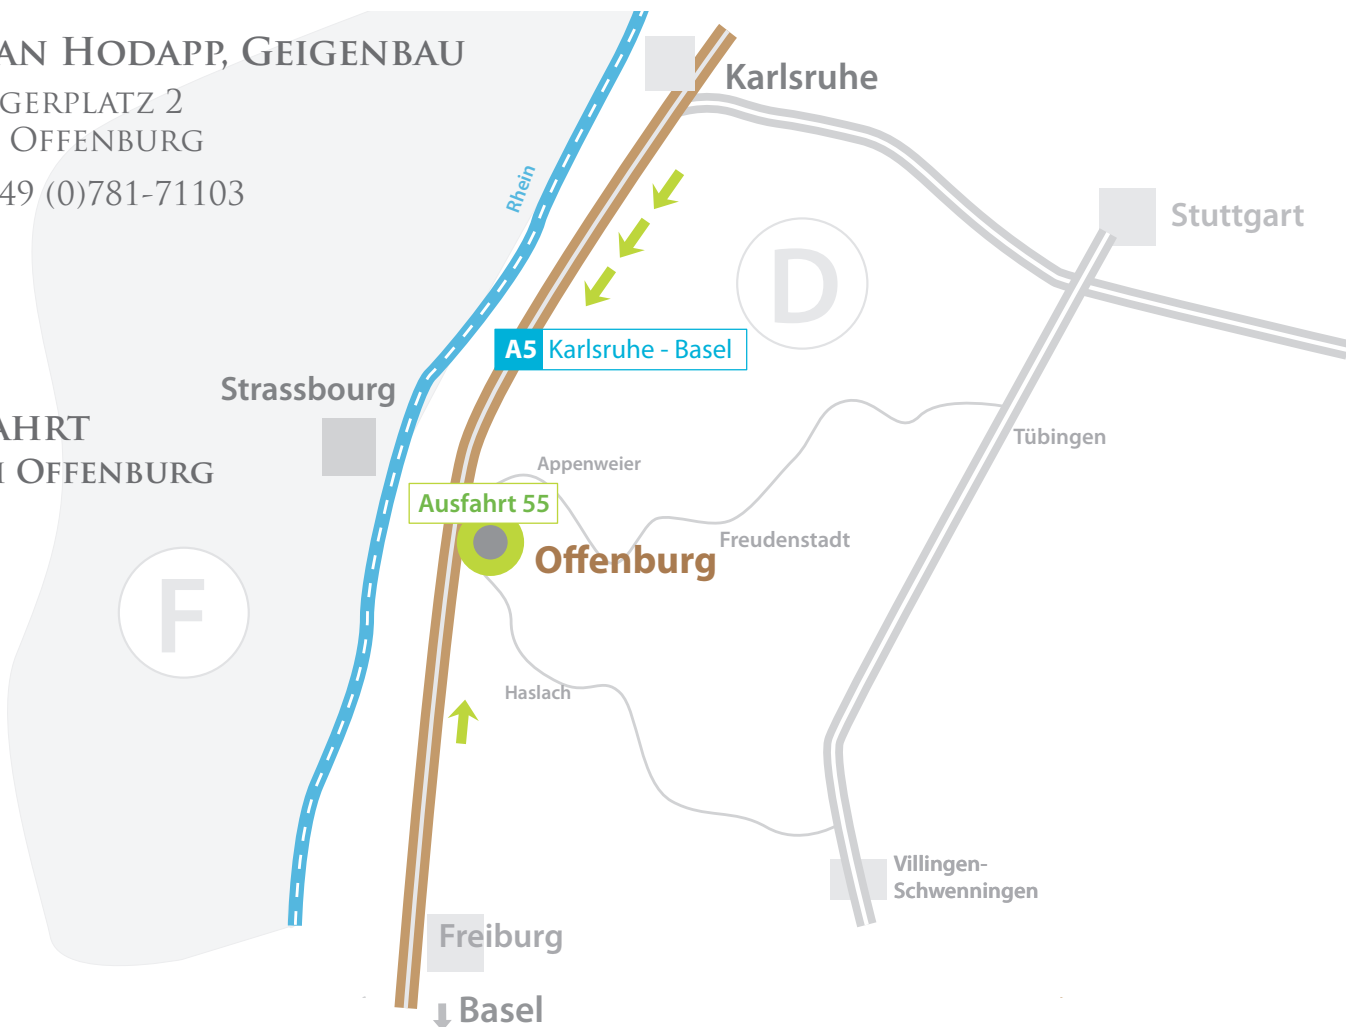 AN HODAPP, GEIGENBAU
GERPLATZ 2
OFFENBURG
49 (0)781-71103
Karlsruhe
Rhein
Stuttgart
D
A5 Karlsruhe - Basel
Strassbourg
AHRT
OFFENBURG
Tübingen
Appenweier
Ausfahrt 55
Freudenstadt
Offenburg
F
Haslach
Villingen-
Schwenningen
Freiburg
Basel